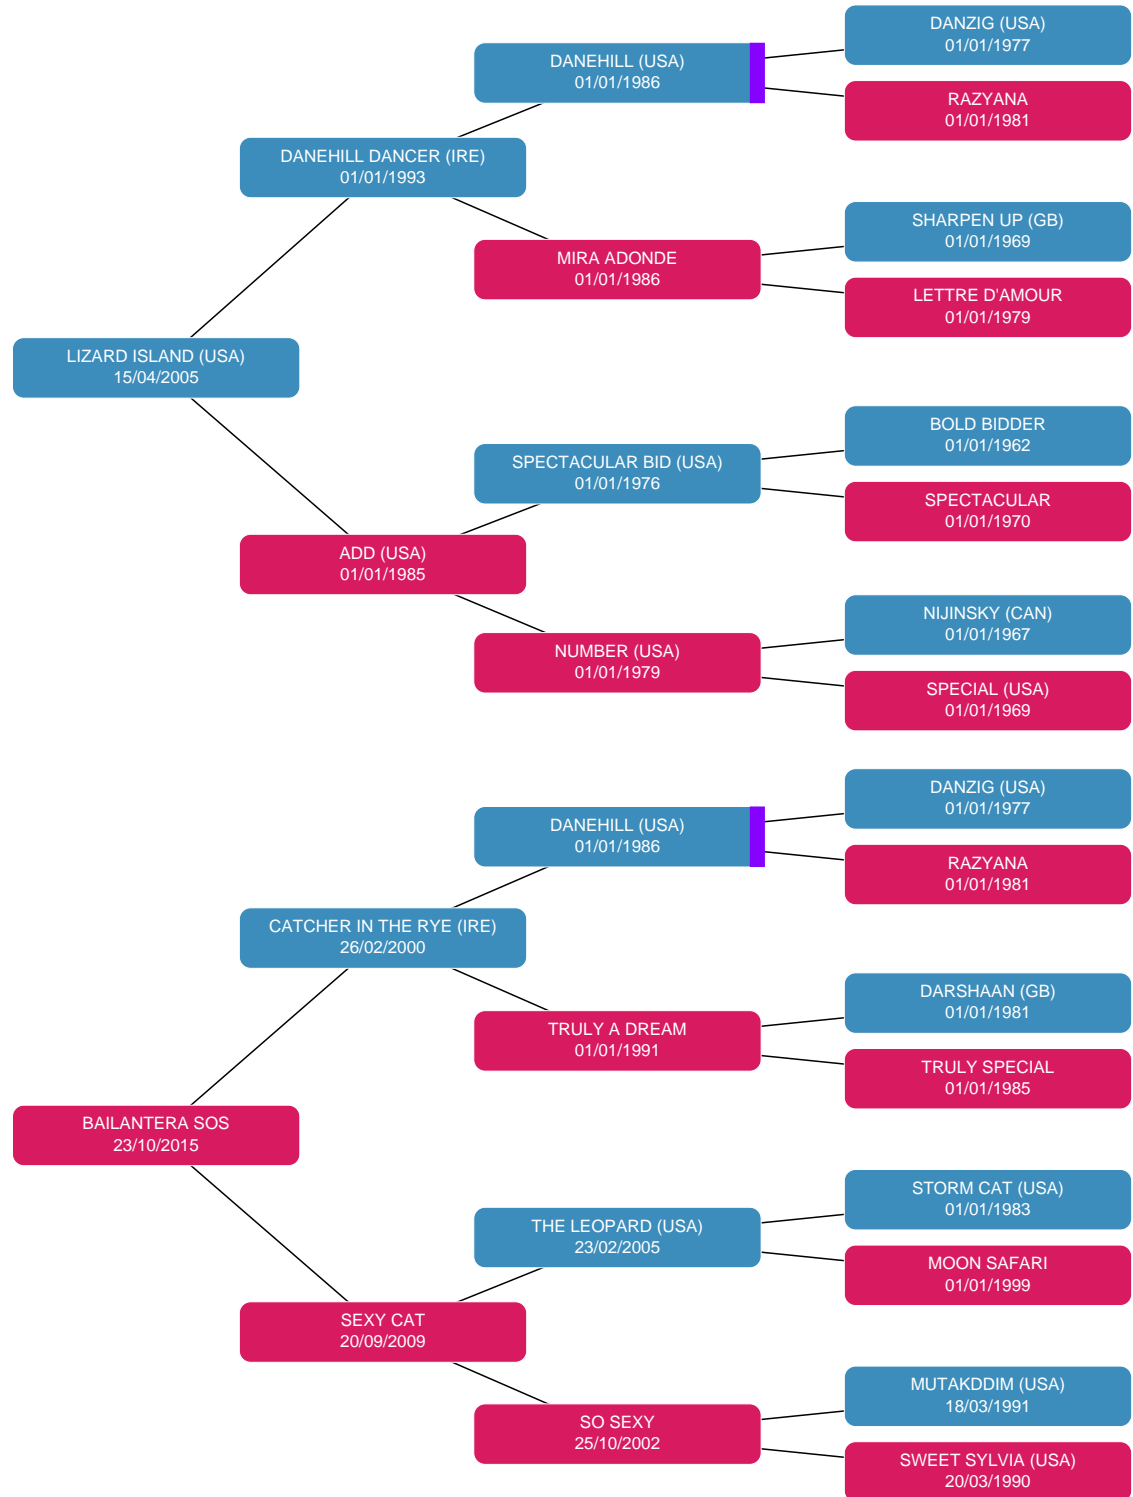 DANZIG (USA)
01/01/1977
DANEHILL (USA)
01/01/1986
RAZYANA
01/01/1981
DANEHILL DANCER (IRE)
01/01/1993
SHARPEN UP (GB)
01/01/1969
MIRA ADONDE
01/01/1986
LETTRE D'AMOUR
01/01/1979
LIZARD ISLAND (USA)
15/04/2005
BOLD BIDDER
01/01/1962
SPECTACULAR BID (USA)
01/01/1976
SPECTACULAR
01/01/1970
ADD (USA)
01/01/1985
NIJINSKY (CAN)
01/01/1967
NUMBER (USA)
01/01/1979
SPECIAL (USA)
01/01/1969
DANZIG (USA)
01/01/1977
DANEHILL (USA)
01/01/1986
RAZYANA
01/01/1981
CATCHER IN THE RYE (IRE)
26/02/2000
DARSHAAN (GB)
01/01/1981
TRULY A DREAM
01/01/1991
TRULY SPECIAL
01/01/1985
BAILANTERA SOS
23/10/2015
STORM CAT (USA)
01/01/1983
THE LEOPARD (USA)
23/02/2005
MOON SAFARI
01/01/1999
SEXY CAT
20/09/2009
MUTAKDDIM (USA)
18/03/1991
SO SEXY
25/10/2002
SWEET SYLVIA (USA)
20/03/1990